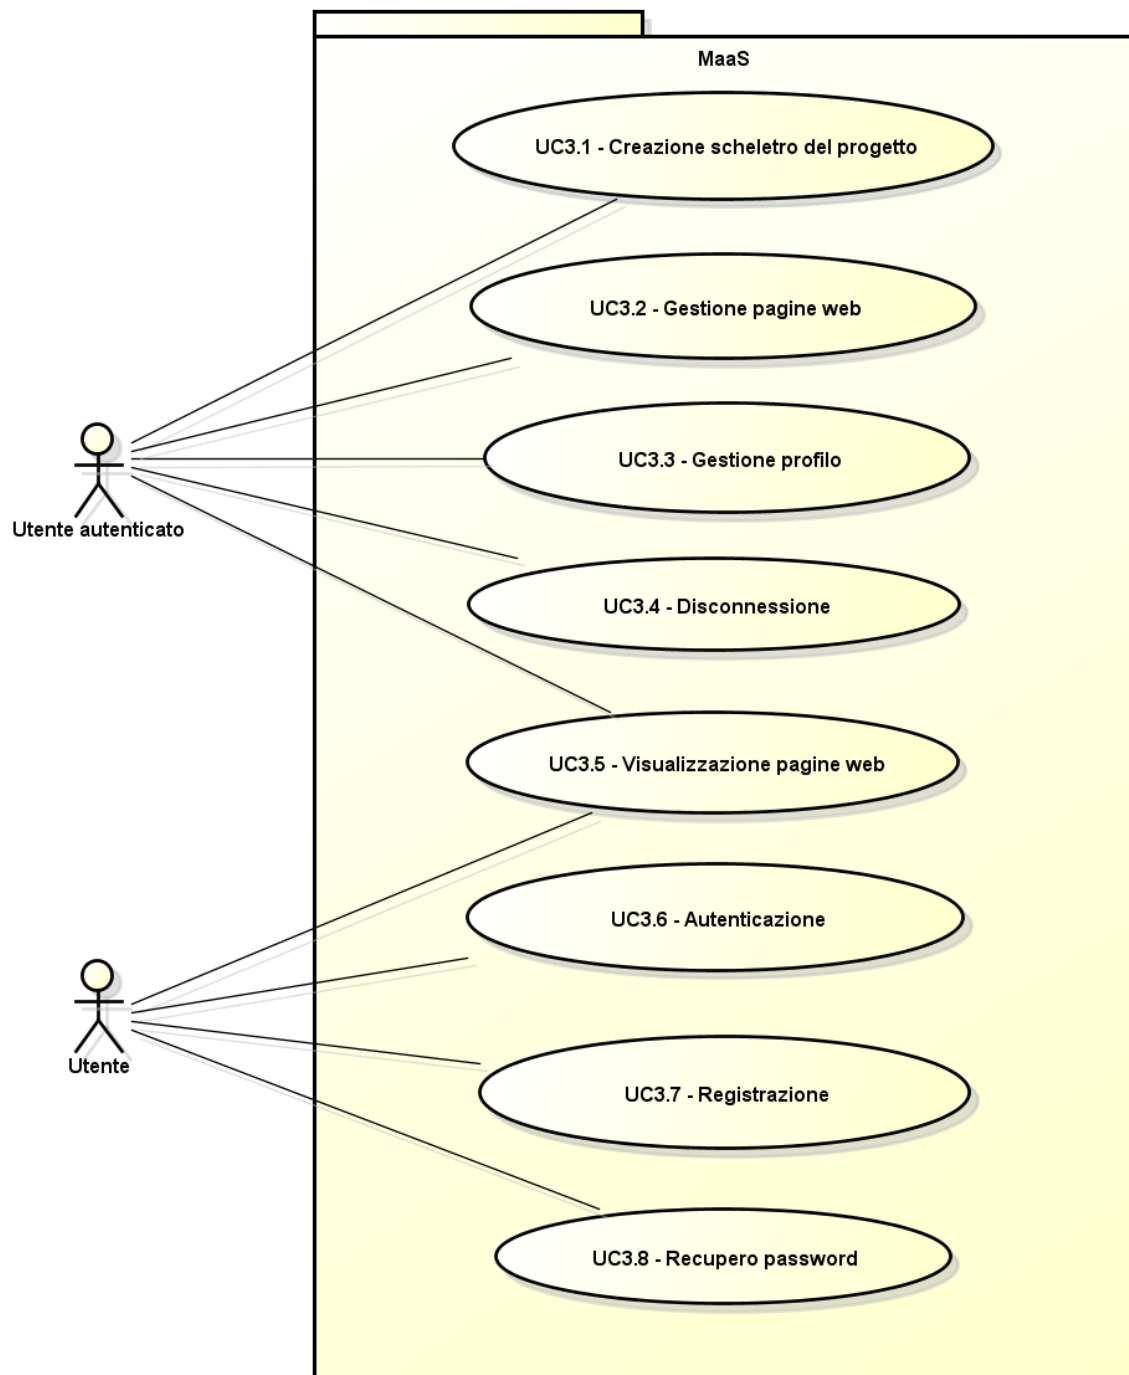 MaaS
UC3.1 - Creazione scheletro del progetto
UC3.2 - Gestione pagine web
UC3.3 - Gestione profilo
Utente autenticato
UC3.4 - Disconnessione
UC3.5 - Visualizzazione pagine web
UC3.6 - Autenticazione
Utente
UC3.7 - Registrazione
UC3.8 - Recupero password